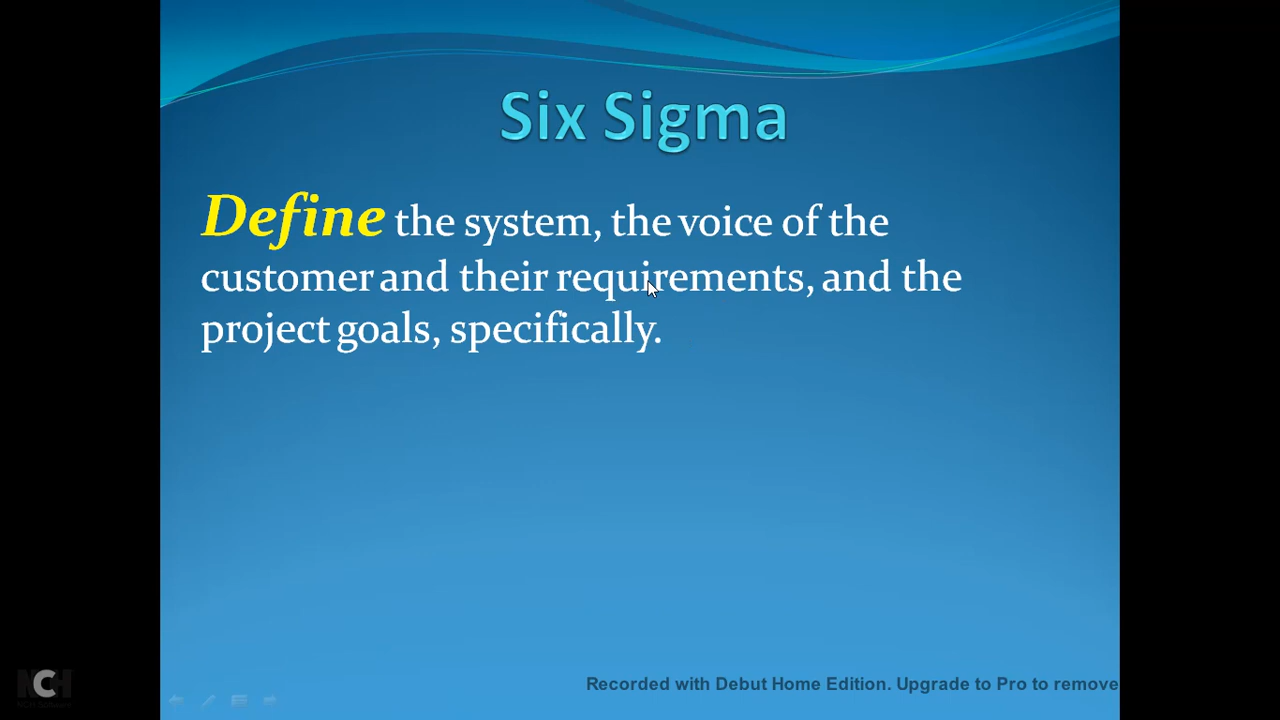 Six Sigma
Define the system, the voice of the
customer and their requirements, and the
project goals, specifically.
Recorded with Debut Home Edition. Upgrade to Pro to remove
NCH